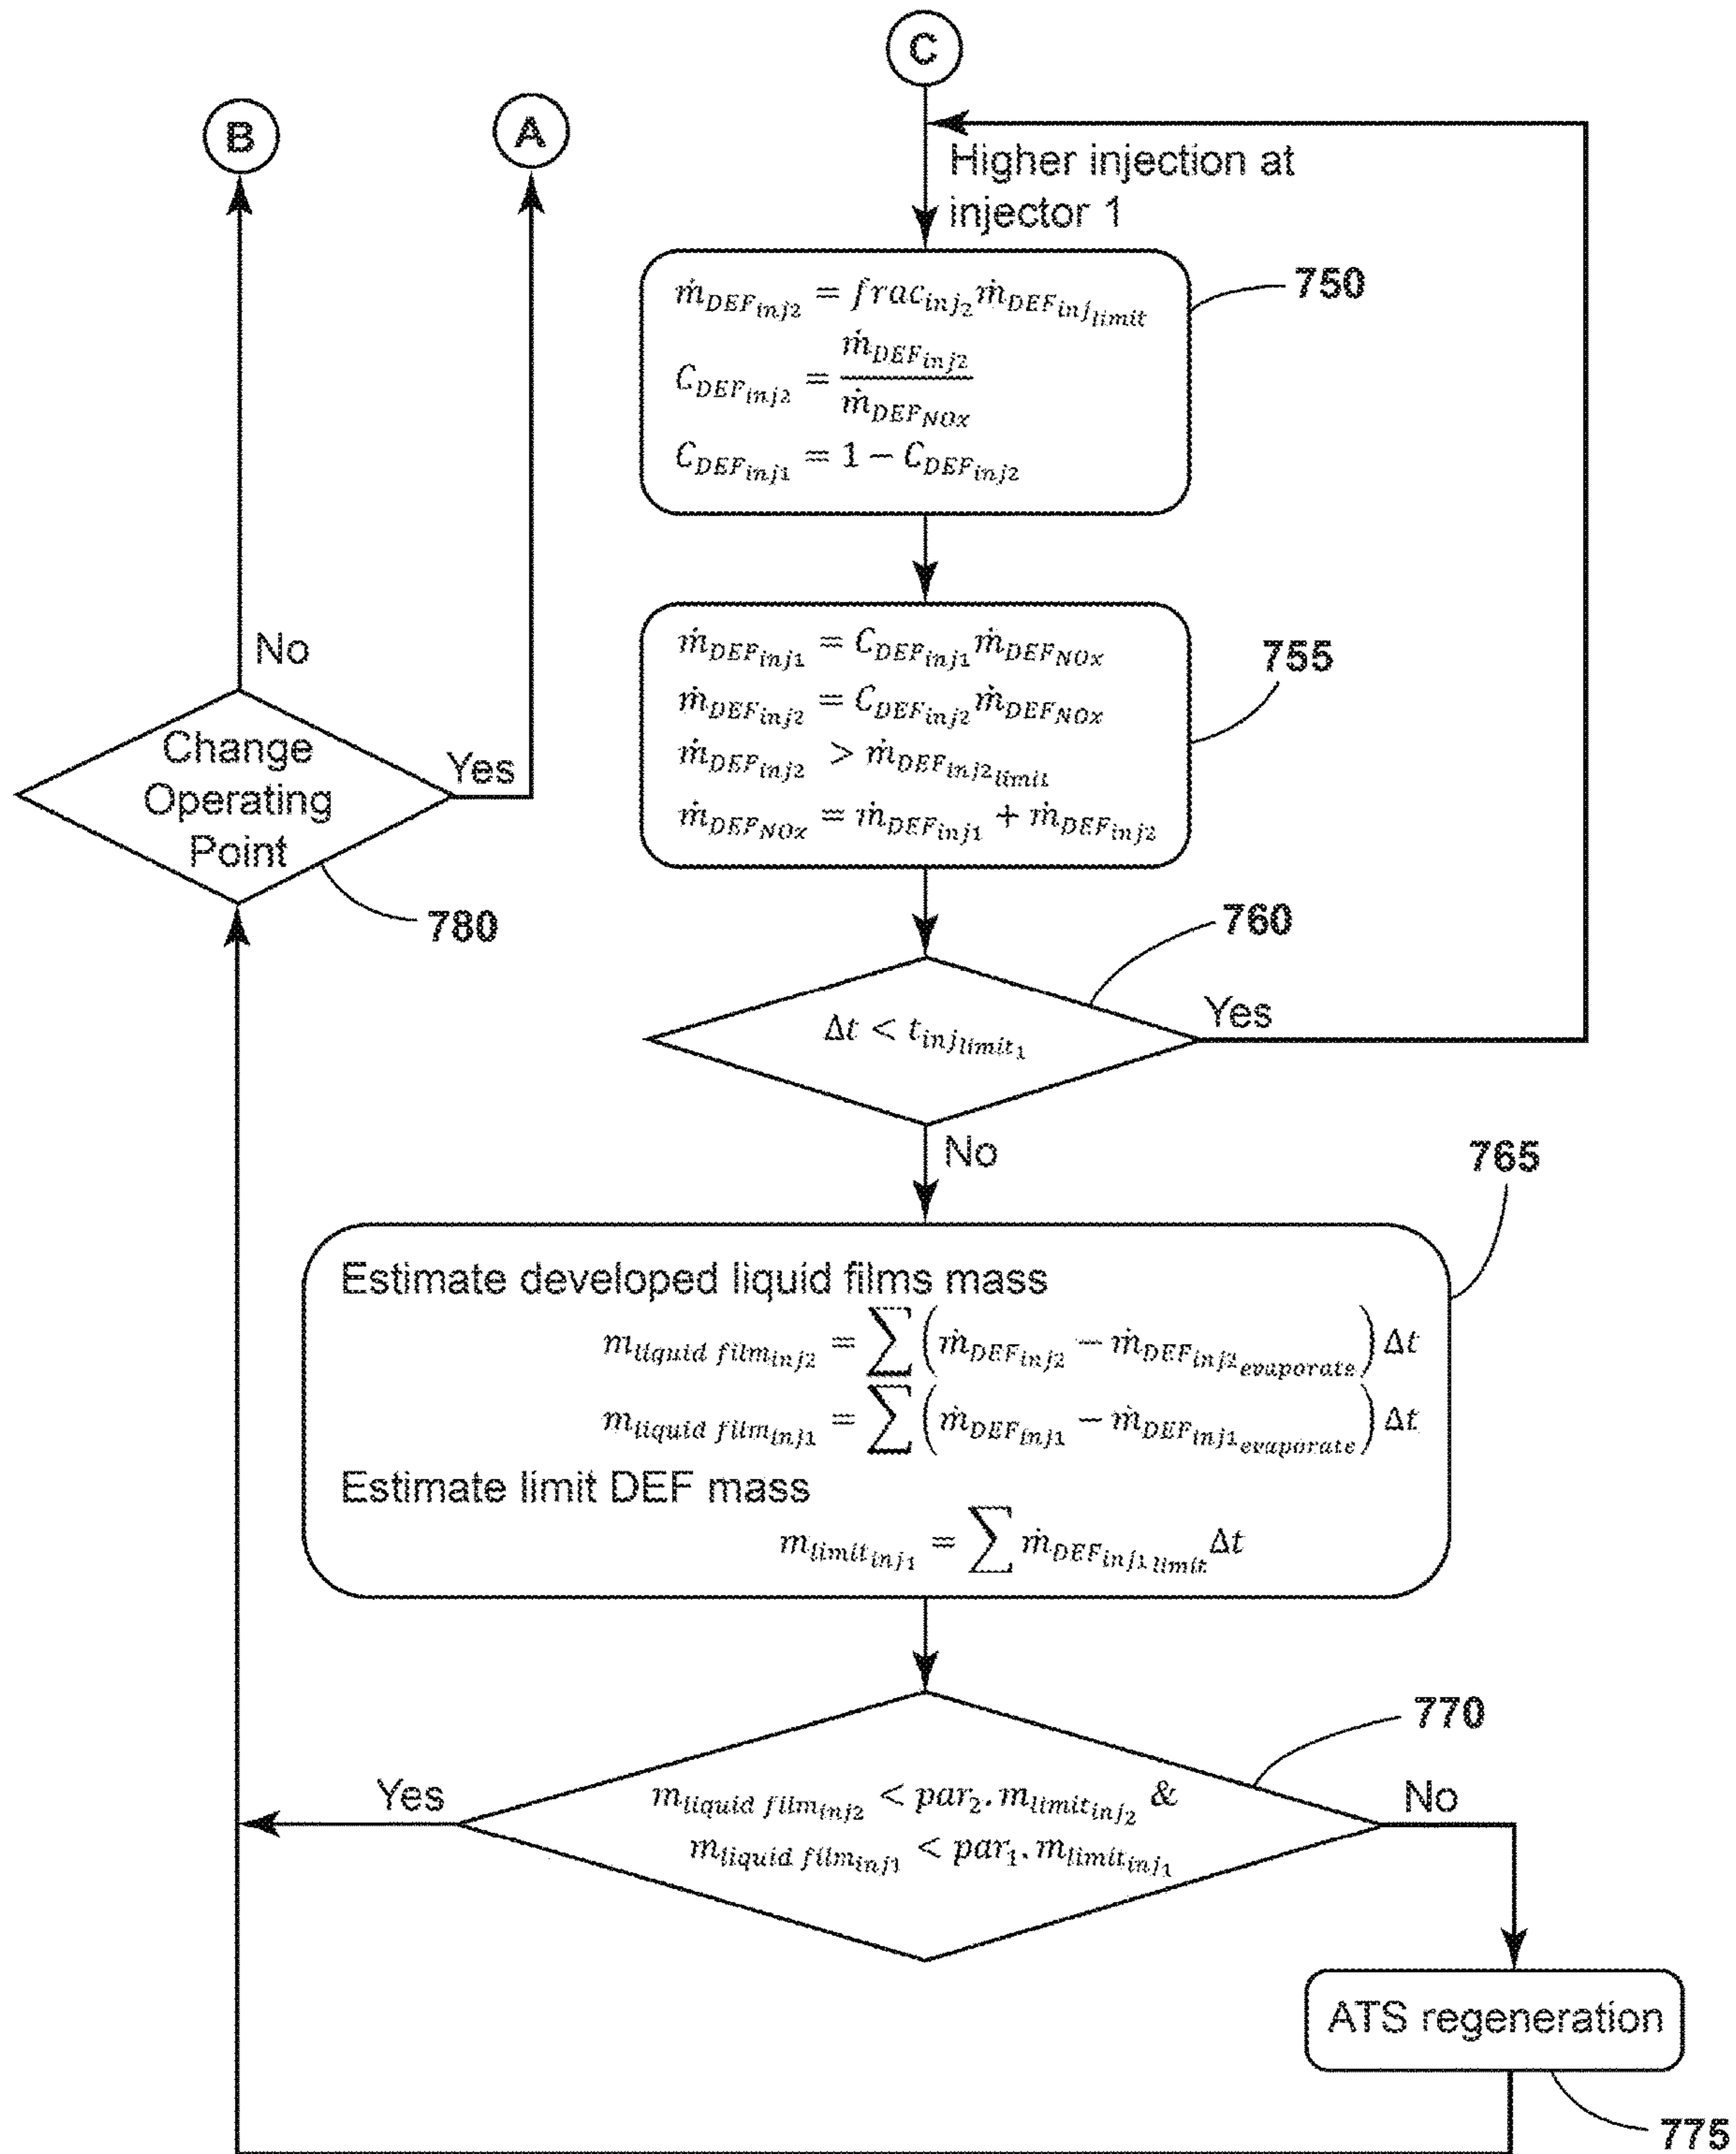 C
B
A
Higher injection at
injector 1
ṁ_{DEF_{inj2}} = frac_{inj_2} ṁ_{DEF_{inj_{limit}}}
C_{DEF_{inj2}} = \frac{ṁ_{DEF_{inj2}}}{ṁ_{DEF_{NOx}}}
C_{DEF_{inj1}} = 1 − C_{DEF_{inj2}}
750
ṁ_{DEF_{inj1}} = C_{DEF_{inj1}} ṁ_{DEF_{NOx}}
ṁ_{DEF_{inj2}} = C_{DEF_{inj2}} ṁ_{DEF_{NOx}}
ṁ_{DEF_{inj2}} > ṁ_{DEF_{inj2_{limit}}}
ṁ_{DEF_{NOx}} = ṁ_{DEF_{inj1}} + ṁ_{DEF_{inj2}}
755
No
Change
Operating
Point
Yes
780
760
Δt < t_{inj_{limit_1}}
Yes
No
765
Estimate developed liquid films mass
m_{liquid film_{inj2}} = ∑ (ṁ_{DEF_{inj2}} − ṁ_{DEF_{inj2_{evaporate}}}) Δt
m_{liquid film_{inj1}} = ∑ (ṁ_{DEF_{inj1}} − ṁ_{DEF_{inj1_{evaporate}}}) Δt
Estimate limit DEF mass
m_{limit_{inj_1}} = ∑ ṁ_{DEF_{inj1_{limit}}} Δt
770
Yes
m_{liquid film_{inj2}} < par_2. m_{limit_{inj_2}} &
m_{liquid film_{inj1}} < par_1. m_{limit_{inj_1}}
No
ATS regeneration
775